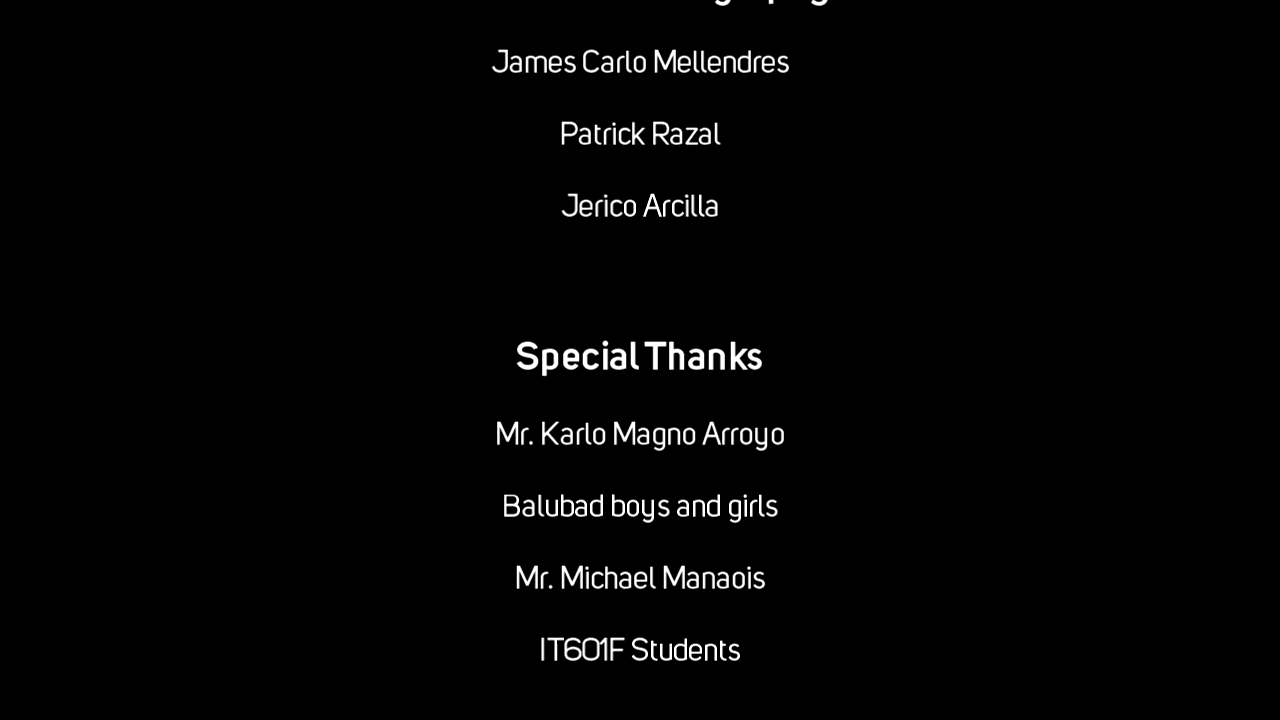 James Carlo Mellendres
Patrick Razal
Jerico Arcilla
Special Thanks
Mr. Karlo Magno Arroyo
Balubad boys and girls
Mr. Michael Manaois
IT601F Students